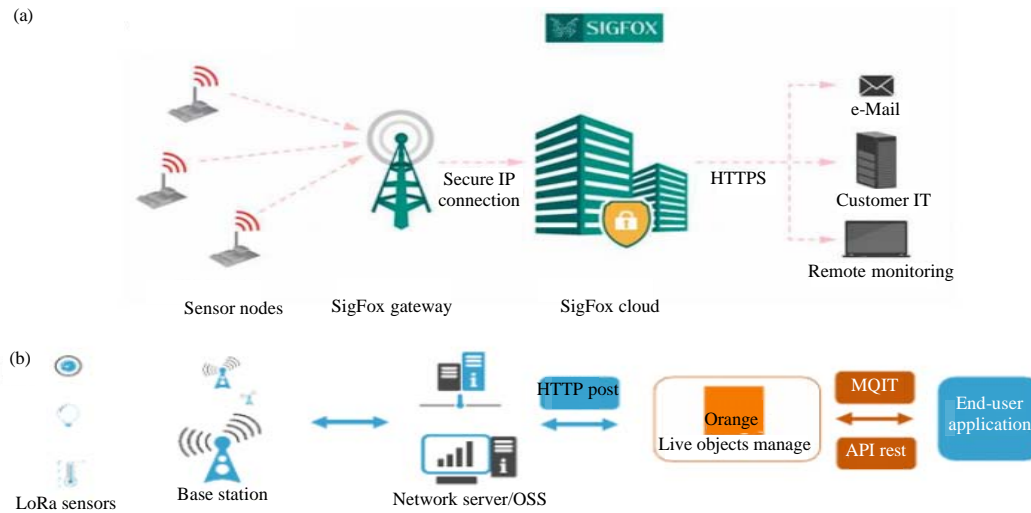 (a)
SIGFOX
e-Mail
Secure IP
connection
HTTPS
Customer IT
Remote monitoring
Sensor nodes
SigFox gateway
SigFox cloud
(b)
HTTP post
MQIT
Orange
End-user
application
Live objects manage
API rest
LoRa sensors
Base station
Network server/OSS